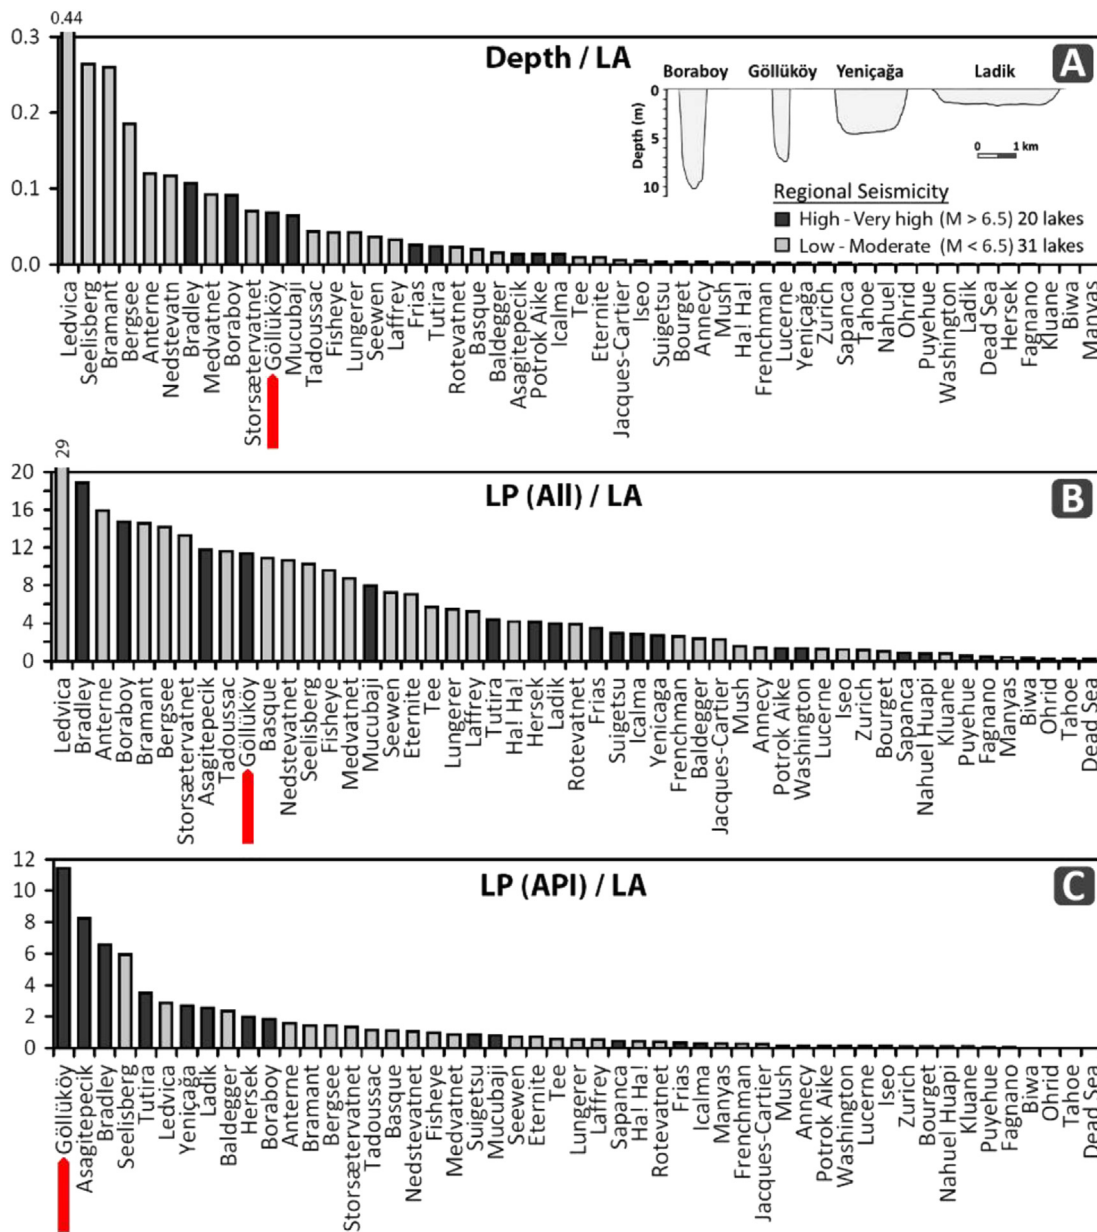 0.44
0.3
0.2
0.1
0.0
Depth / LA
A
Boraboy Göllüköy Yeniçağa Ladik
Depth (m)
0
5
10
0 1 km
Regional Seismicity
High - Very high (M > 6.5) 20 lakes
Low - Moderate (M < 6.5) 31 lakes
Ledvica
Seelisberg
Bramant
Bergsee
Anterne
Nedstevatn
Bradley
Medvatnet
Boraboy
Storsætervatnet
Göllüköy
Mucubaji
Tadoussac
Fisheye
Lungerer
Seewen
Laffrey
Frias
Tutira
Rotevatnet
Basque
Baldegger
Asagitepecik
Potrok Aike
Icalma
Tee
Eternite
Jacques-Cartier
Iseo
Suigetsu
Bourget
Annecy
Mush
Ha! Ha!
Frenchman
Lucerne
Yeniçağa
Zurich
Sapanca
Tahoe
Nahuel
Ohrid
Puyehue
Washington
Ladik
Dead Sea
Hersek
Fagnano
Kluane
Biwa
Manyas
29
20
16
12
8
4
0
LP (All) / LA
B
Ledvica
Bradley
Anterne
Boraboy
Bramant
Bergsee
Storsætervatnet
Asagitepecik
Tadoussac
Göllüköy
Basque
Nedstevatnet
Seelisberg
Fisheye
Medvatnet
Mucubaji
Seewen
Eternite
Tee
Lungerer
Laffrey
Tutira
Ha! Ha!
Hersek
Ladik
Rotevatnet
Frias
Suigetsu
Icalma
Yenicaga
Frenchman
Baldegger
Jacques-Cartier
Mush
Annecy
Potrok Aike
Washington
Lucerne
Iseo
Zurich
Bourget
Sapanca
Nahuel Huapi
Kluane
Puyehue
Fagnano
Manyas
Biwa
Ohrid
Tahoe
Dead Sea
12
10
8
6
4
2
0
LP (API) / LA
C
Göllüköy
Asagitepecik
Bradley
Seelisberg
Tutira
Ledvica
Yeniçağa
Ladik
Baldegger
Hersek
Boraboy
Anterne
Bramant
Bergsee
Storsætervatnet
Tadoussac
Basque
Nedstevatnet
Fisheye
Medvatnet
Suigetsu
Mucubaji
Seewen
Eternite
Tee
Lungerer
Laffrey
Sapanca
Ha! Ha!
Rotevatnet
Frias
Icalma
Manyas
Frenchman
Jacques-Cartier
Mush
Annecy
Potrok Aike
Washington
Lucerne
Iseo
Zurich
Bourget
Nahuel Huapi
Kluane
Puyehue
Fagnano
Biwa
Ohrid
Tahoe
Dead Sea